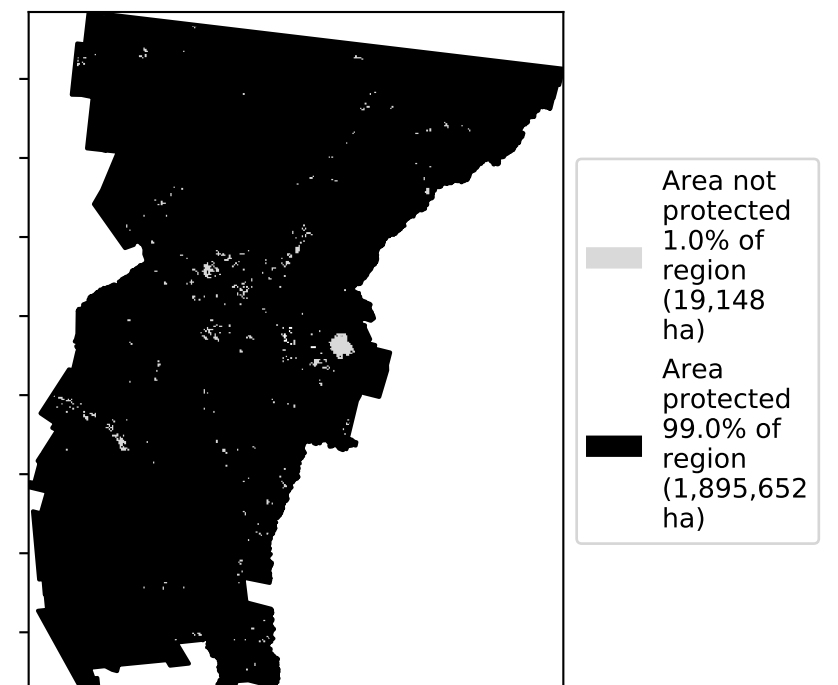 Area not
protected
1.0% of
region
(19,148
ha)
Area
protected
99.0% of
region
(1,895,652
ha)